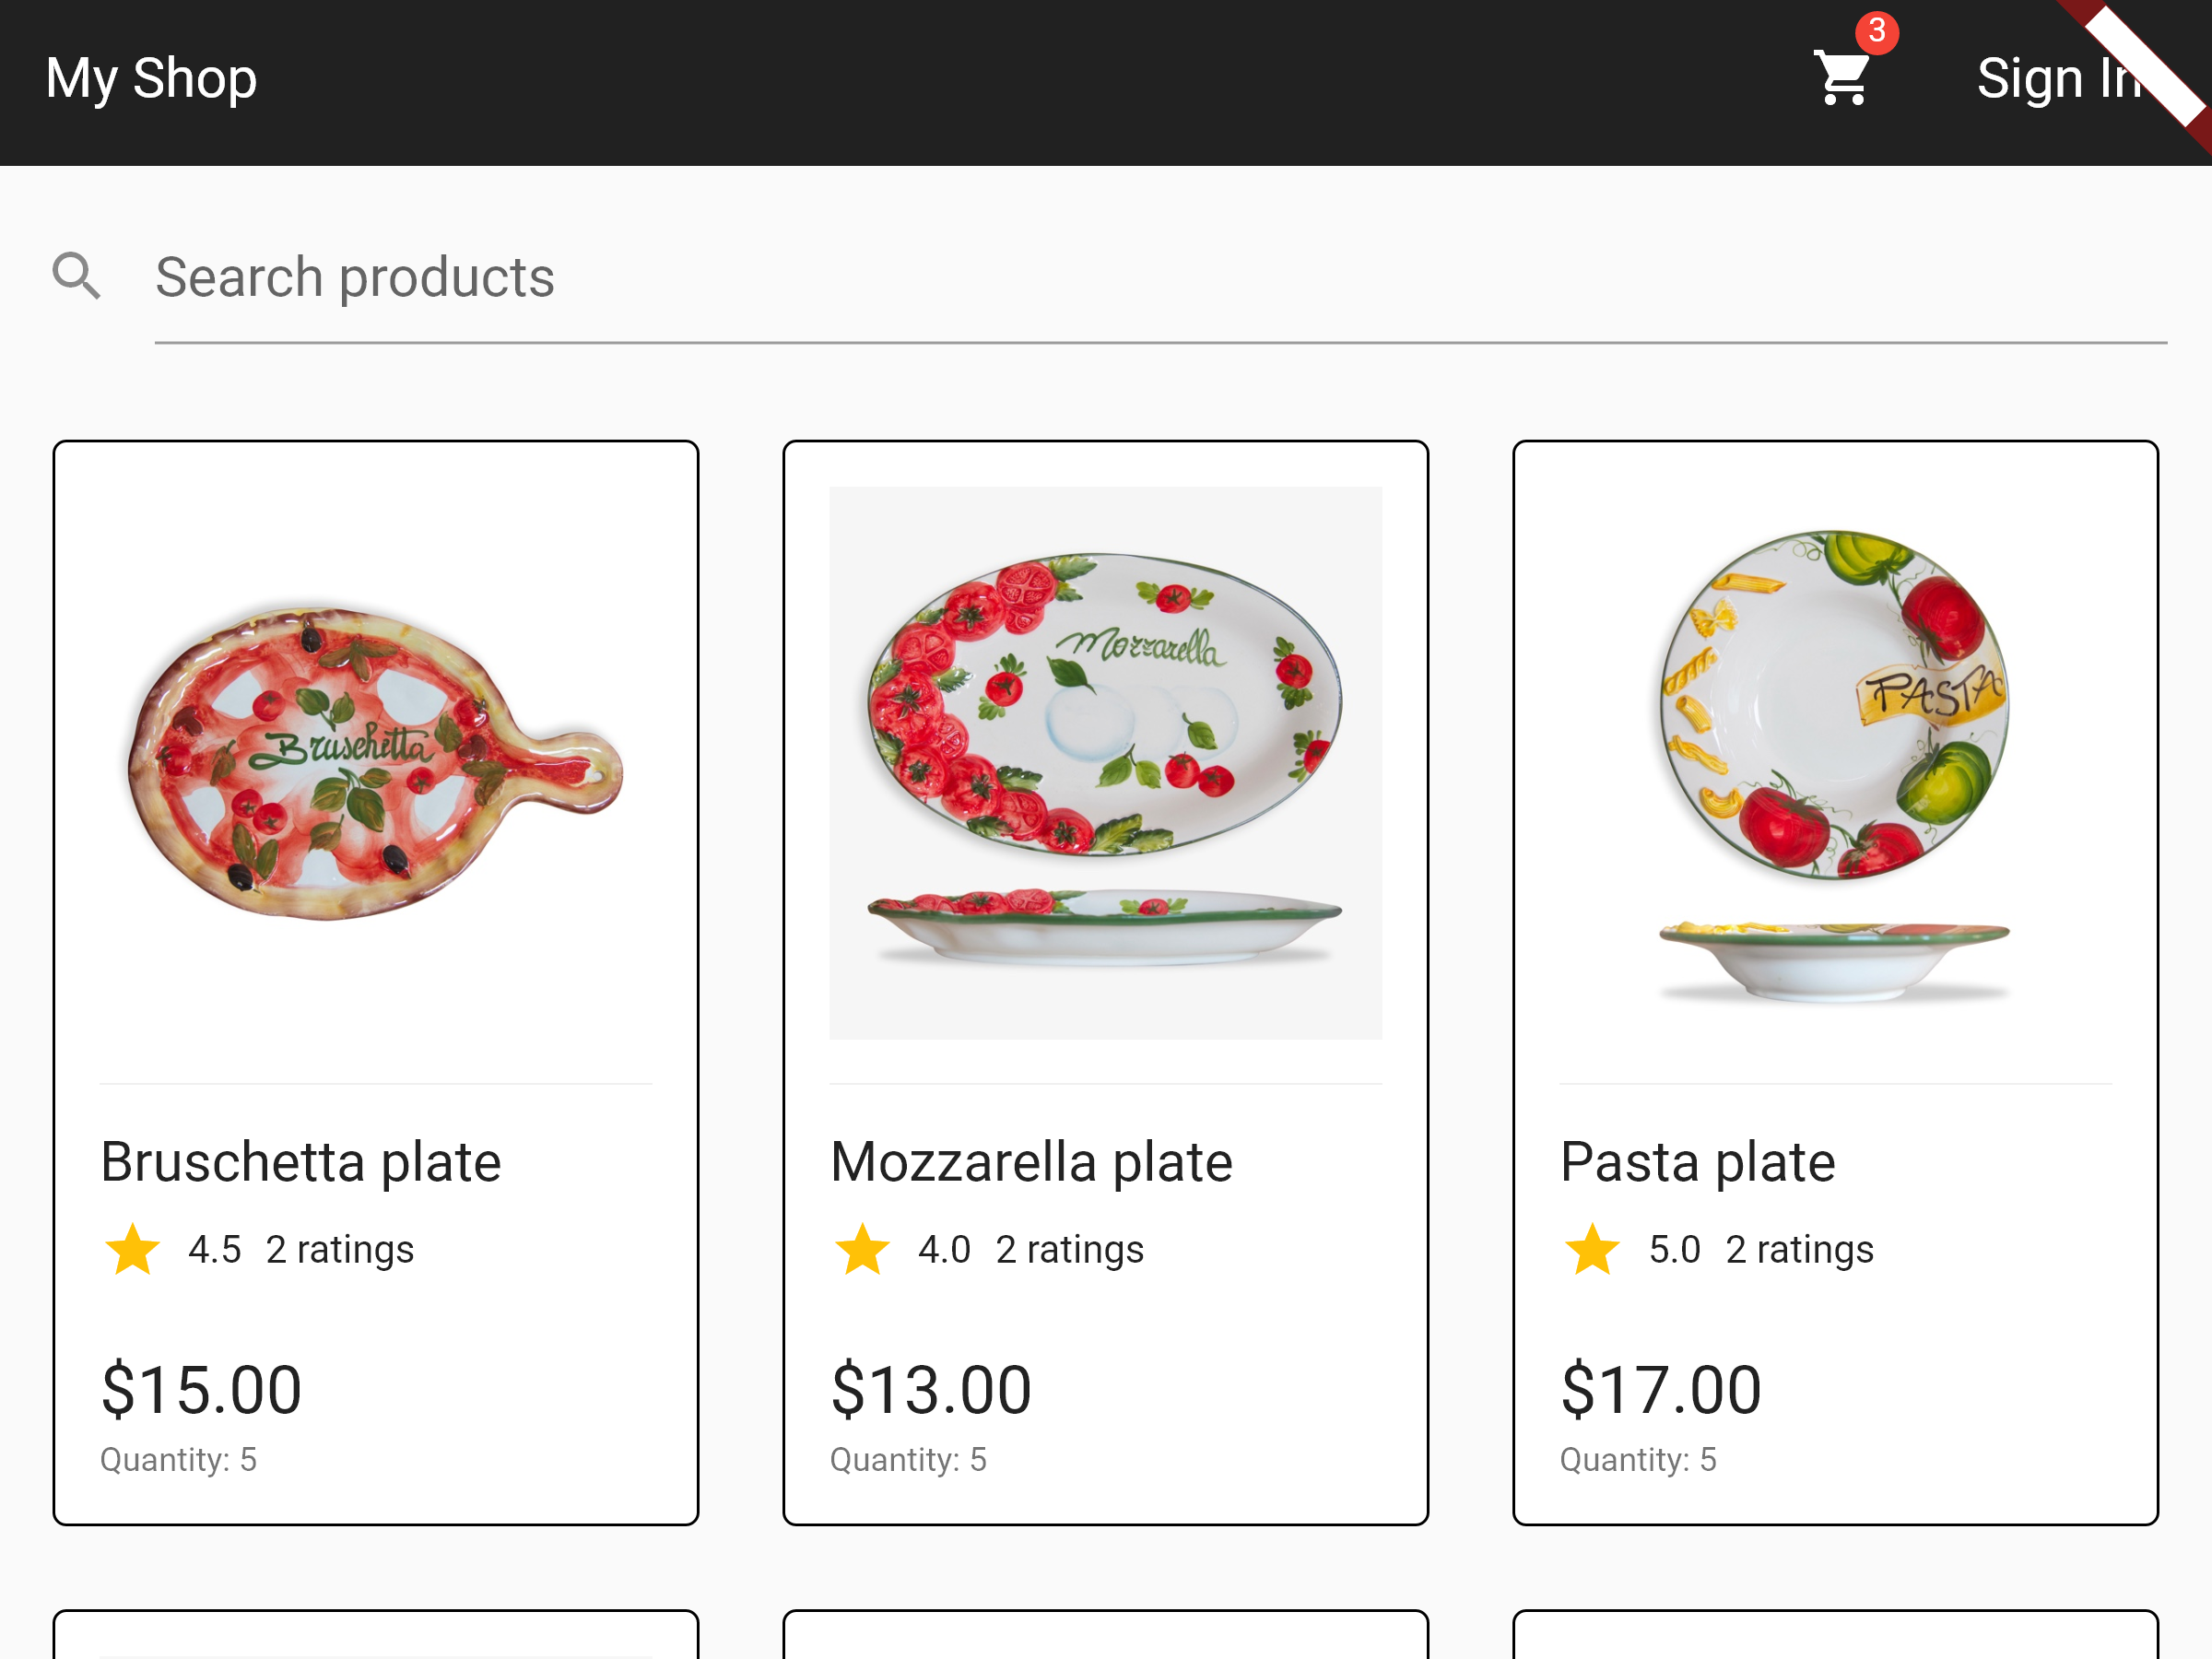 My Shop
3
Sign In
Search products
Bruschetta
Mozzarella
PASTA
Bruschetta plate
Mozzarella plate
Pasta plate
4.5 2 ratings
4.0 2 ratings
5.0 2 ratings
$15.00
$13.00
$17.00
Quantity: 5
Quantity: 5
Quantity: 5